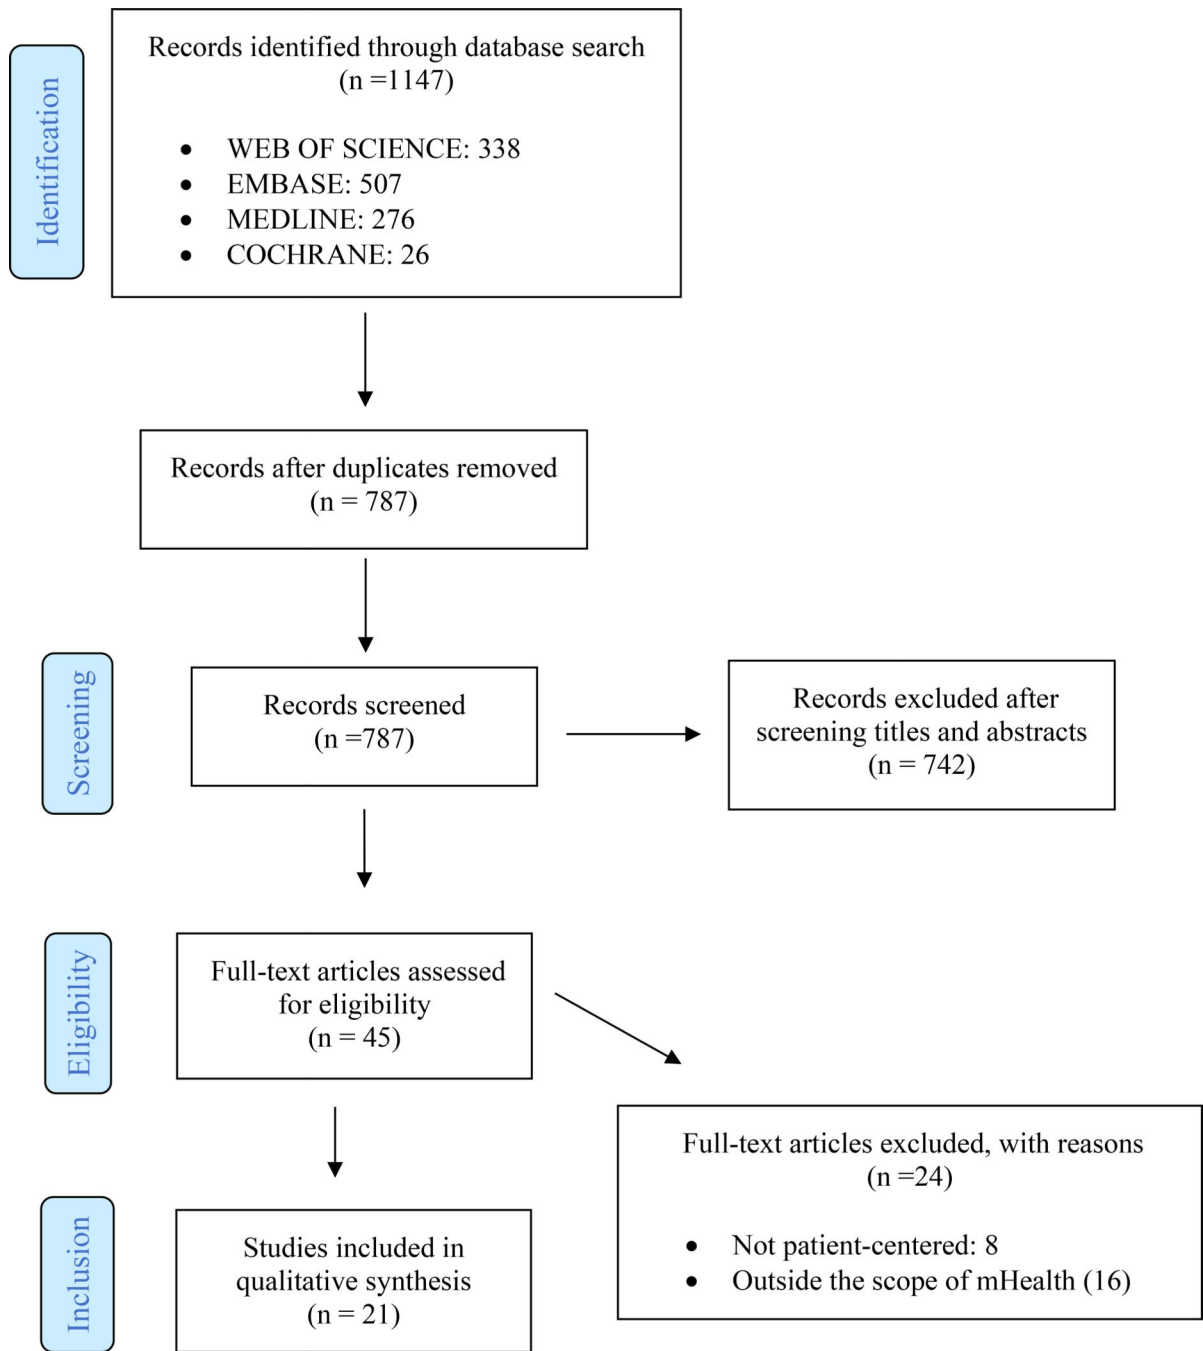 Identification
Records identified through database search
(n =1147)
• WEB OF SCIENCE: 338
• EMBASE: 507
• MEDLINE: 276
• COCHRANE: 26
Records after duplicates removed
(n = 787)
Screening
Records screened
(n =787)
Records excluded after
screening titles and abstracts
(n = 742)
Eligibility
Full-text articles assessed
for eligibility
(n = 45)
Full-text articles excluded, with reasons
(n =24)
• Not patient-centered: 8
• Outside the scope of mHealth (16)
Inclusion
Studies included in
qualitative synthesis
(n = 21)